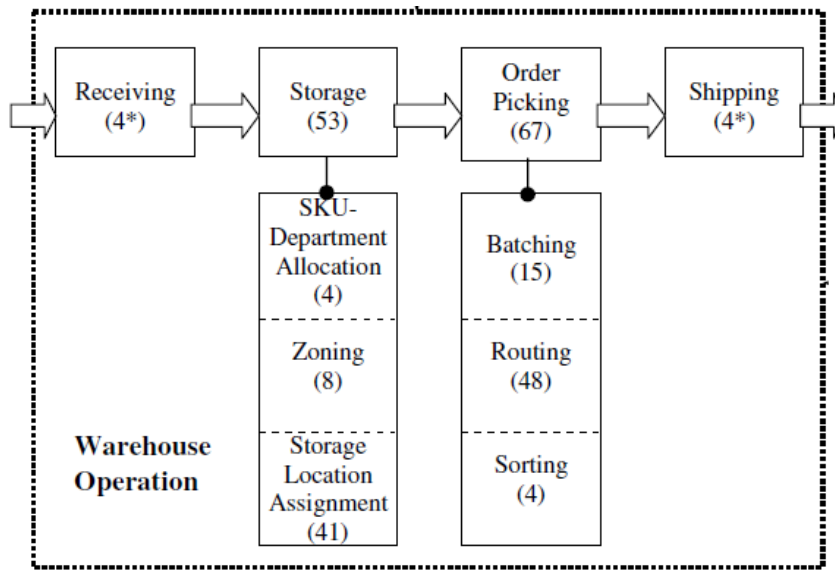 Receiving
(4*)
Storage
(53)
Order
Picking
(67)
Shipping
(4*)
SKU-
Department
Allocation
(4)
Zoning
(8)
Storage
Location
Assignment
(41)
Batching
(15)
Routing
(48)
Sorting
(4)
Warehouse
Operation